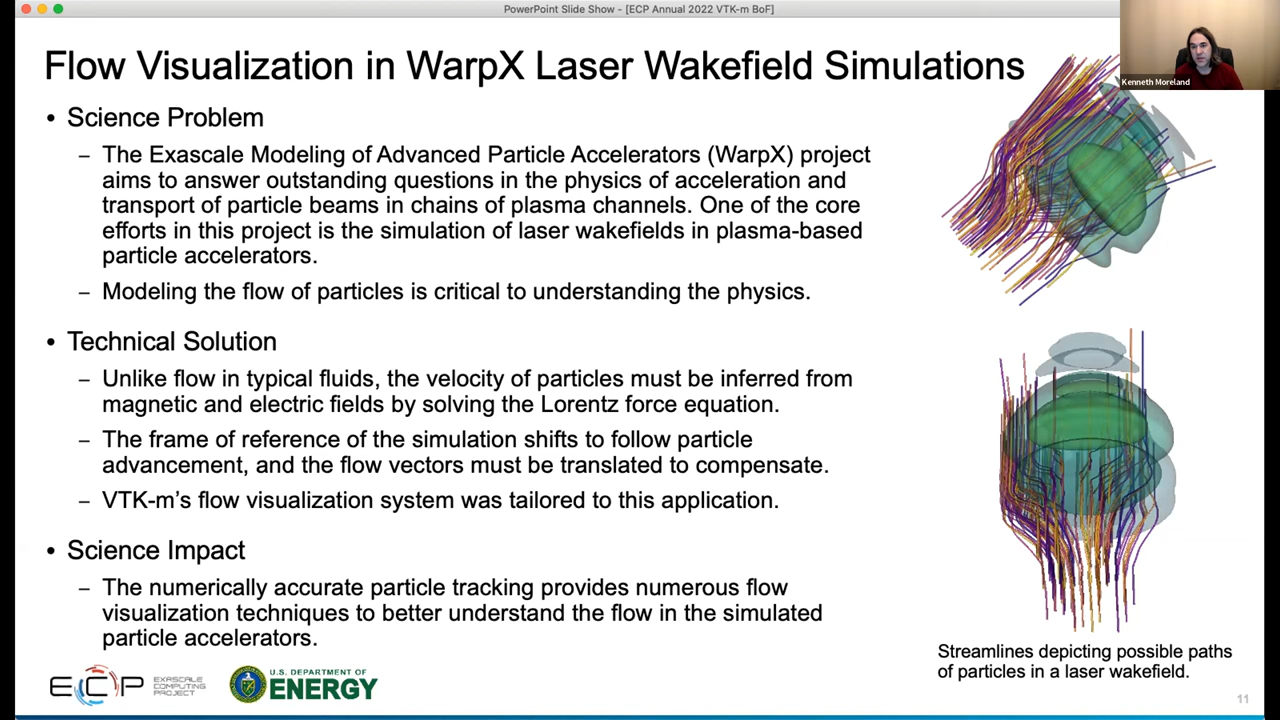 PowerPoint Slide Show - [ECP Annual 2022 VTK-m BoF]
Flow Visualization in WarpX Laser Wakefield Simulations
Kenneth Moreland
• Science Problem
– The Exascale Modeling of Advanced Particle Accelerators (WarpX) project
aims to answer outstanding questions in the physics of acceleration and
transport of particle beams in chains of plasma channels. One of the core
efforts in this project is the simulation of laser wakefields in plasma-based
particle accelerators.
– Modeling the flow of particles is critical to understanding the physics.
• Technical Solution
– Unlike flow in typical fluids, the velocity of particles must be inferred from
magnetic and electric fields by solving the Lorentz force equation.
– The frame of reference of the simulation shifts to follow particle
advancement, and the flow vectors must be translated to compensate.
– VTK-m’s flow visualization system was tailored to this application.
• Science Impact
– The numerically accurate particle tracking provides numerous flow
visualization techniques to better understand the flow in the simulated
particle accelerators.
Streamlines depicting possible paths
of particles in a laser wakefield.
ECP
EXASCALE
COMPUTING
PROJECT
U.S. DEPARTMENT OF
ENERGY
11